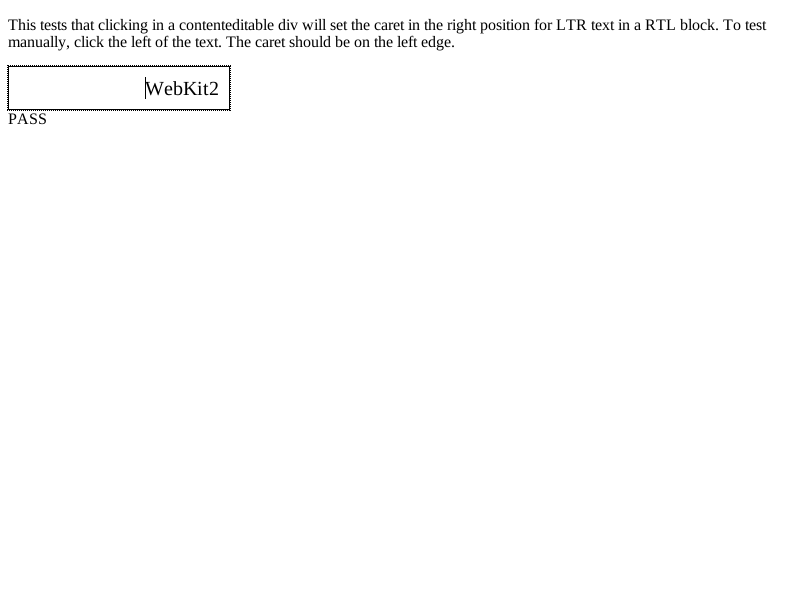 This tests that clicking in a contenteditable div will set the caret in the right position for LTR text in a RTL block. To test
manually, click the left of the text. The caret should be on the left edge.
WebKit2
PASS